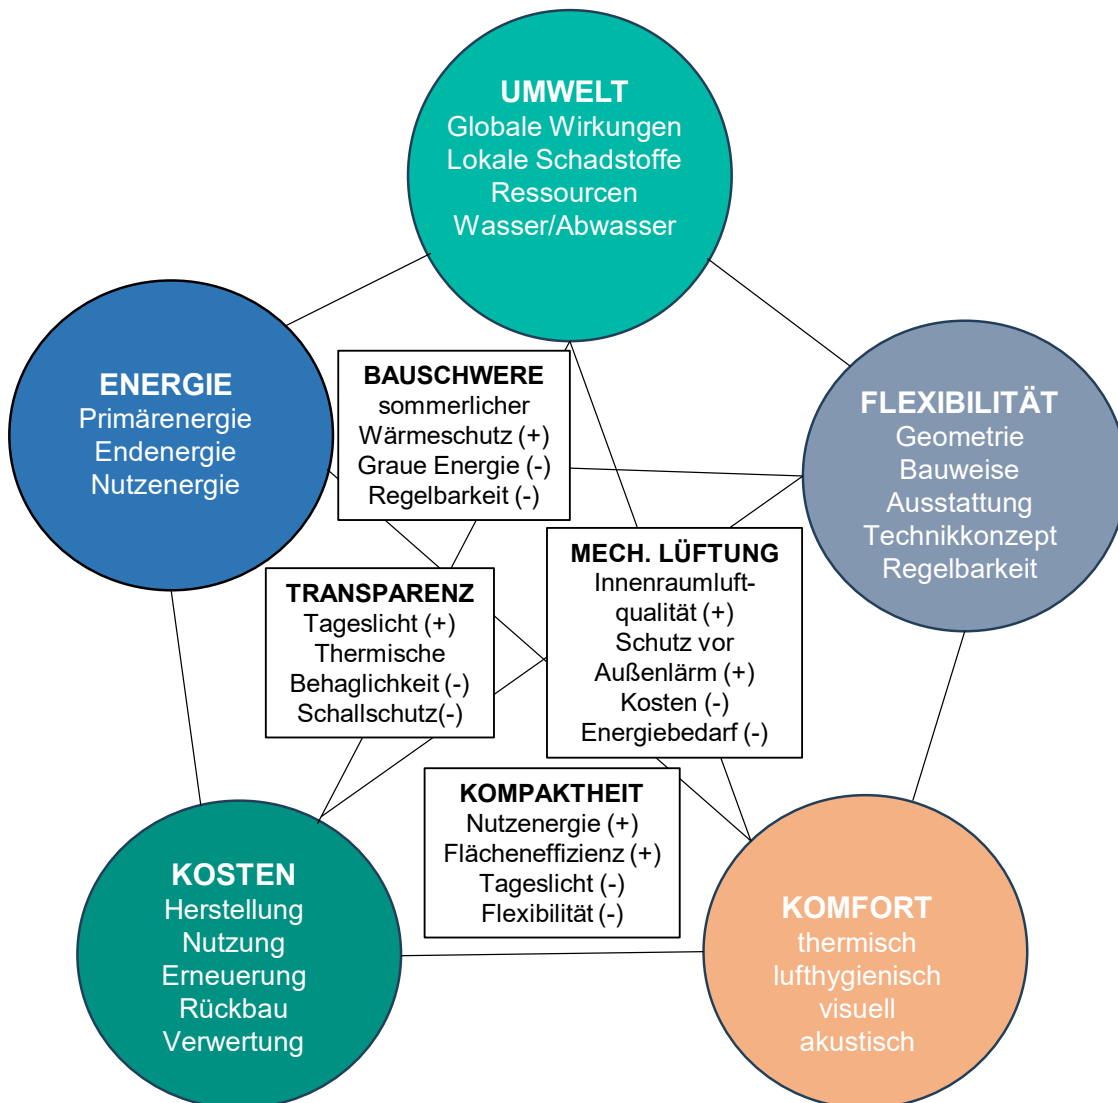 UMWELT
Globale Wirkungen
Lokale Schadstoffe
Ressourcen
Wasser/Abwasser
ENERGIE
Primärenergie
Endenergie
Nutzenergie
BAUSCHWERE
sommerlicher
Wärmeschutz (+)
Graue Energie (-)
Regelbarkeit (-)
FLEXIBILITÄT
Geometrie
Bauweise
Ausstattung
Technikkonzept
Regelbarkeit
TRANSPARENZ
Tageslicht (+)
Thermische
Behaglichkeit (-)
Schallschutz(-)
MECH. LÜFTUNG
Innenraumluft-
qualität (+)
Schutz vor
Außenlärm (+)
Kosten (-)
Energiebedarf (-)
KOMPAKTHEIT
Nutzenergie (+)
Flächeneffizienz (+)
Tageslicht (-)
Flexibilität (-)
KOSTEN
Herstellung
Nutzung
Erneuerung
Rückbau
Verwertung
KOMFORT
thermisch
lufthygienisch
visuell
akustisch